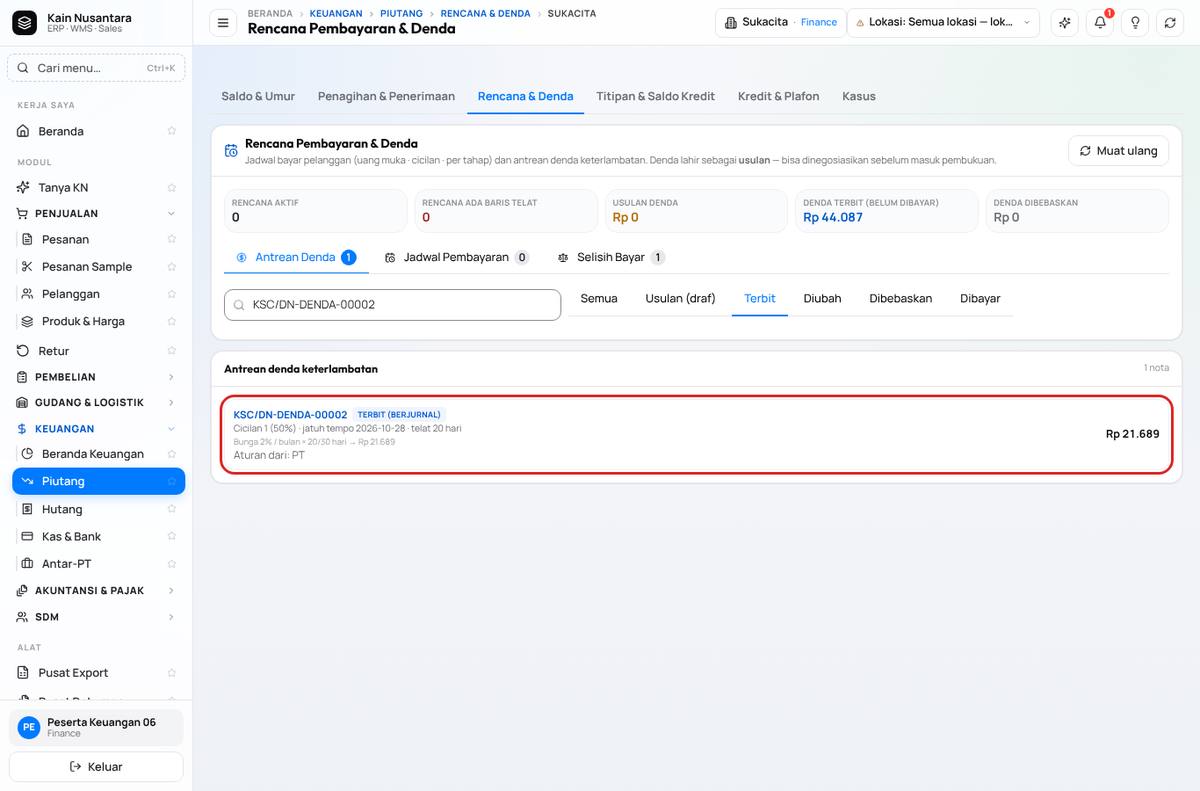 Kain Nusantara
ERP · WMS · Sales
Cari menu...
Ctrl+K
KERJA SAYA
Beranda
MODUL
Tanya KN
PENJUALAN
Pesanan
Pesanan Sample
Pelanggan
Produk & Harga
Retur
PEMBELIAN
GUDANG & LOGISTIK
KEUANGAN
Beranda Keuangan
Piutang
Hutang
Kas & Bank
Antar-PT
AKUNTANSI & PAJAK
SDM
ALAT
Pusat Export
PE
Peserta Keuangan 06
Finance
Keluar
BERANDA › KEUANGAN › PIUTANG › RENCANA & DENDA › SUKACITA
Rencana Pembayaran & Denda
Sukacita · Finance
Lokasi: Semua lokasi — lok...
1
Saldo & Umur
Penagihan & Penerimaan
Rencana & Denda
Titipan & Saldo Kredit
Kredit & Plafon
Kasus
Rencana Pembayaran & Denda
Jadwal bayar pelanggan (uang muka · cicilan · per tahap) dan antrean denda keterlambatan. Denda lahir sebagai usulan — bisa dinegosiasikan sebelum masuk pembukuan.
Muat ulang
RENCANA AKTIF
0
RENCANA ADA BARIS TELAT
0
USULAN DENDA
Rp 0
DENDA TERBIT (BELUM DIBAYAR)
Rp 44.087
DENDA DIBEBASKAN
Rp 0
Antrean Denda 1
Jadwal Pembayaran 0
Selisih Bayar 1
KSC/DN-DENDA-00002
Semua
Usulan (draf)
Terbit
Diubah
Dibebaskan
Dibayar
Antrean denda keterlambatan
1 nota
KSC/DN-DENDA-00002 TERBIT (BERJURNAL)
Cicilan 1 (50%) · jatuh tempo 2026-10-28 · telat 20 hari
Bunga 2% / bulan × 20/30 hari → Rp 21.689
Aturan dari: PT
Rp 21.689